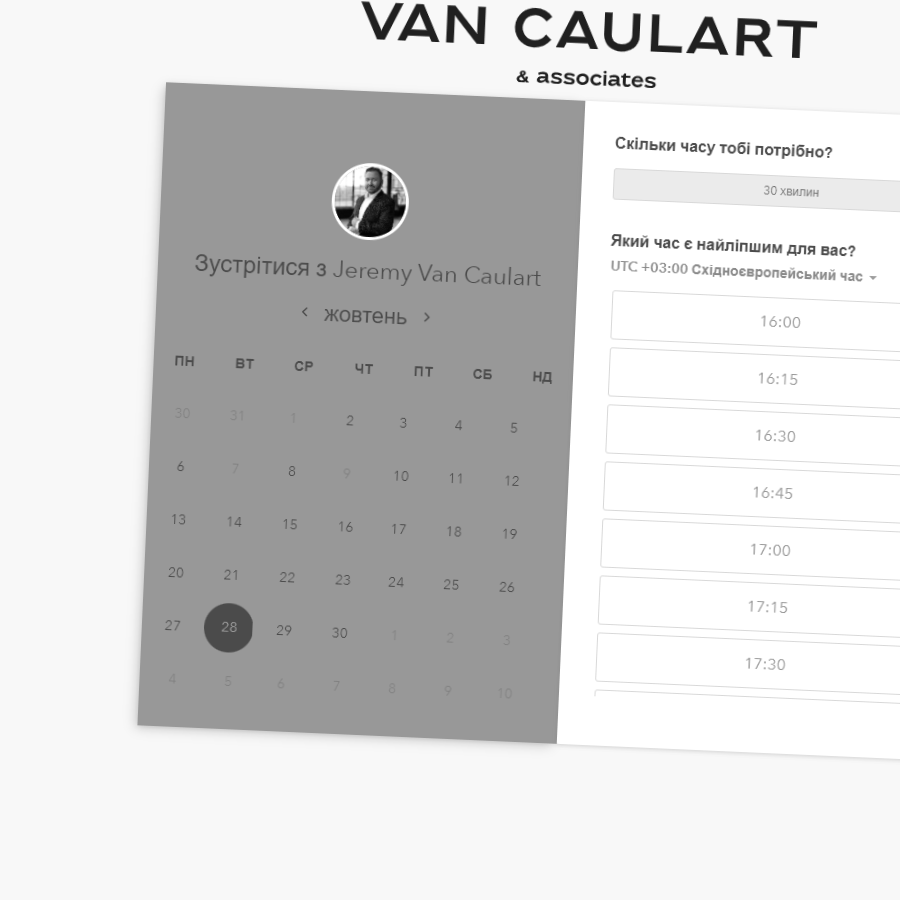 VAN CAULART
& associates
Зустрітися з Jeremy Van Caulart
жовтень
ПН ВТ СР ЧТ ПТ СБ НД
30 31 1 2 3 4 5
6 7 8 9 10 11 12
13 14 15 16 17 18 19
20 21 22 23 24 25 26
27 28 29 30 1 2 3
4 5 6 7 8 9 10
Скільки часу тобі потрібно?
30 хвилин
Який час є найліпшим для вас?
UTC +03:00 Східноєвропейський час
16:00
16:15
16:30
16:45
17:00
17:15
17:30